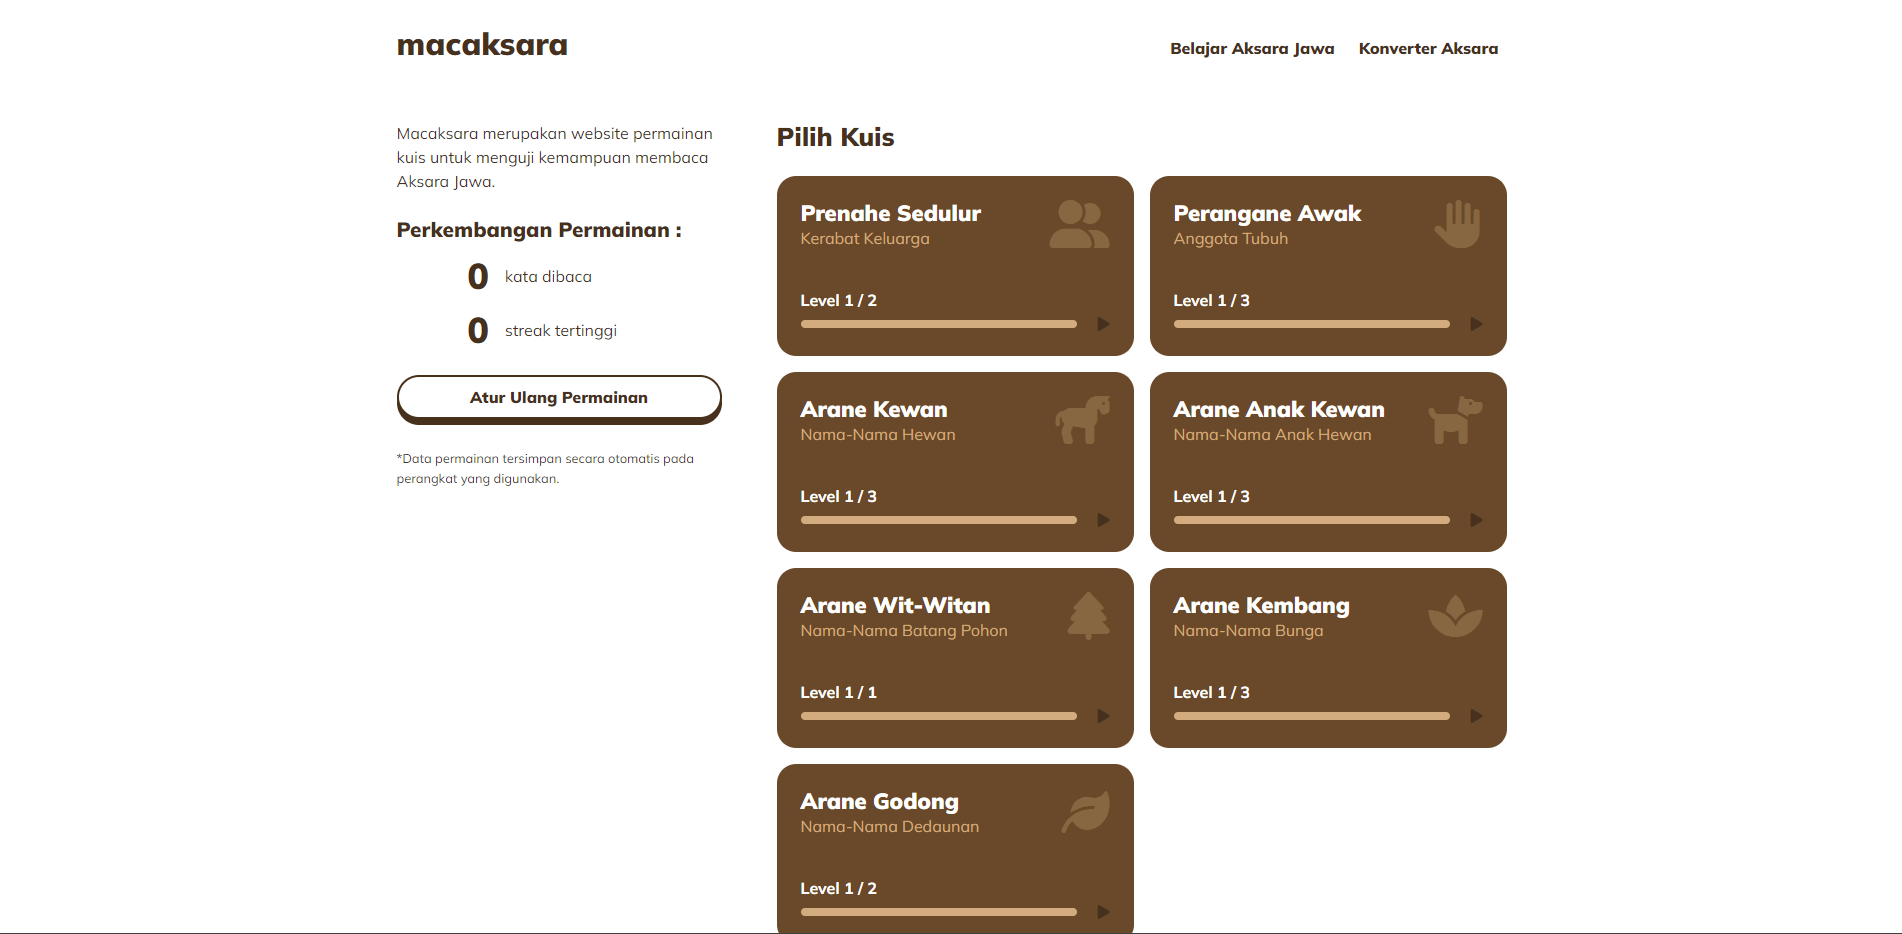 macaksara
Belajar Aksara Jawa
Konverter Aksara
Macaksara merupakan website permainan
kuis untuk menguji kemampuan membaca
Aksara Jawa.
Perkembangan Permainan :
0 kata dibaca
0 streak tertinggi
Atur Ulang Permainan
*Data permainan tersimpan secara otomatis pada
perangkat yang digunakan.
Pilih Kuis
Prenahe Sedulur
Kerabat Keluarga
Level 1 / 2
Perangane Awak
Anggota Tubuh
Level 1 / 3
Arane Kewan
Nama-Nama Hewan
Level 1 / 3
Arane Anak Kewan
Nama-Nama Anak Hewan
Level 1 / 3
Arane Wit-Witan
Nama-Nama Batang Pohon
Level 1 / 1
Arane Kembang
Nama-Nama Bunga
Level 1 / 3
Arane Godong
Nama-Nama Dedaunan
Level 1 / 2